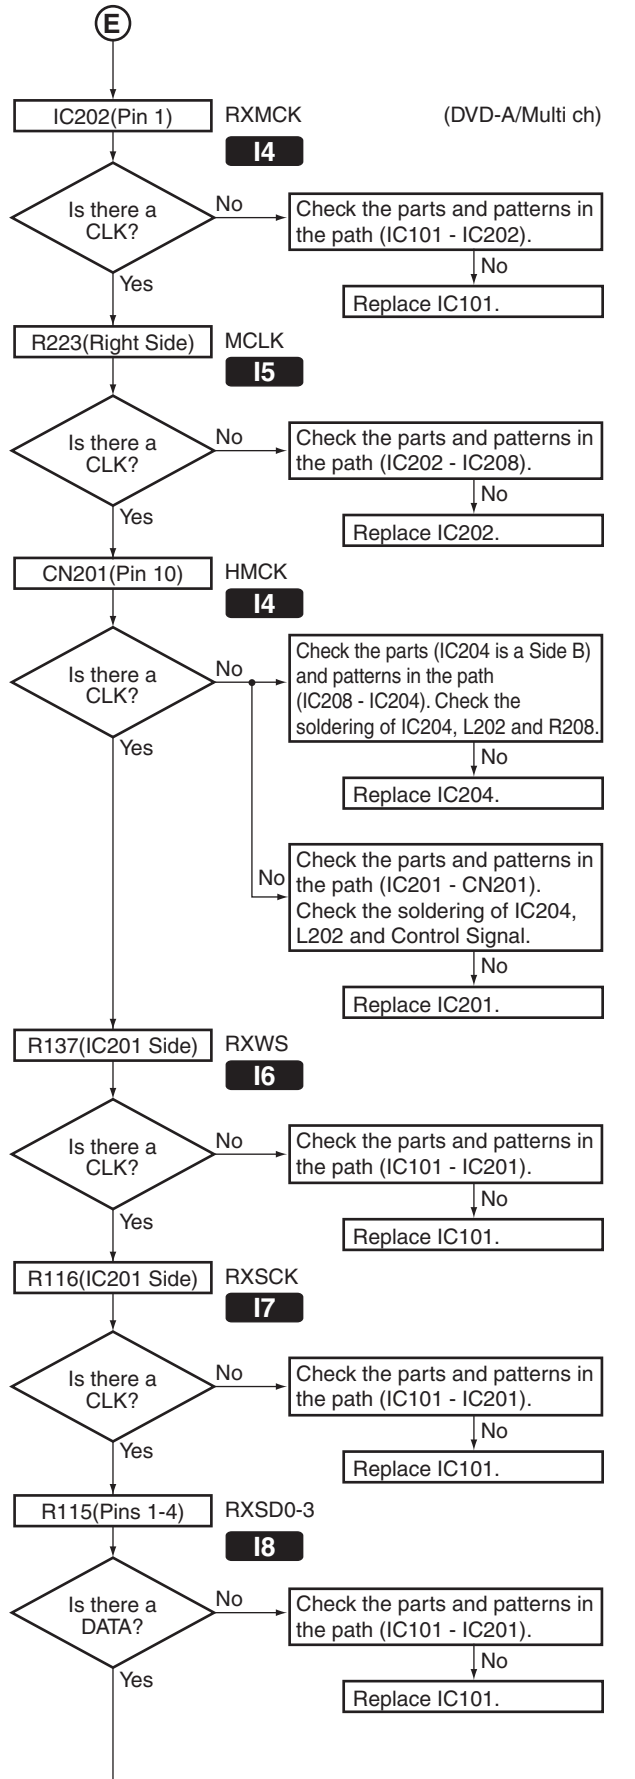 E
IC202(Pin 1)
RXMCK
(DVD-A/Multi ch)
I4
Is there a
CLK?
No
Check the parts and patterns in
the path (IC101 - IC202).
No
Replace IC101.
Yes
R223(Right Side)
MCLK
I5
Is there a
CLK?
No
Check the parts and patterns in
the path (IC202 - IC208).
No
Replace IC202.
Yes
CN201(Pin 10)
HMCK
I4
Is there a
CLK?
No
Check the parts (IC204 is a Side B)
and patterns in the path
(IC208 - IC204). Check the
soldering of IC204, L202 and R208.
No
Replace IC204.
Yes
No
Check the parts and patterns in
the path (IC201 - CN201).
Check the soldering of IC204,
L202 and Control Signal.
No
Replace IC201.
R137(IC201 Side)
RXWS
I6
Is there a
CLK?
No
Check the parts and patterns in
the path (IC101 - IC201).
No
Replace IC101.
Yes
R116(IC201 Side)
RXSCK
I7
Is there a
CLK?
No
Check the parts and patterns in
the path (IC101 - IC201).
No
Replace IC101.
Yes
R115(Pins 1-4)
RXSD0-3
I8
Is there a
DATA?
No
Check the parts and patterns in
the path (IC101 - IC201).
No
Replace IC101.
Yes